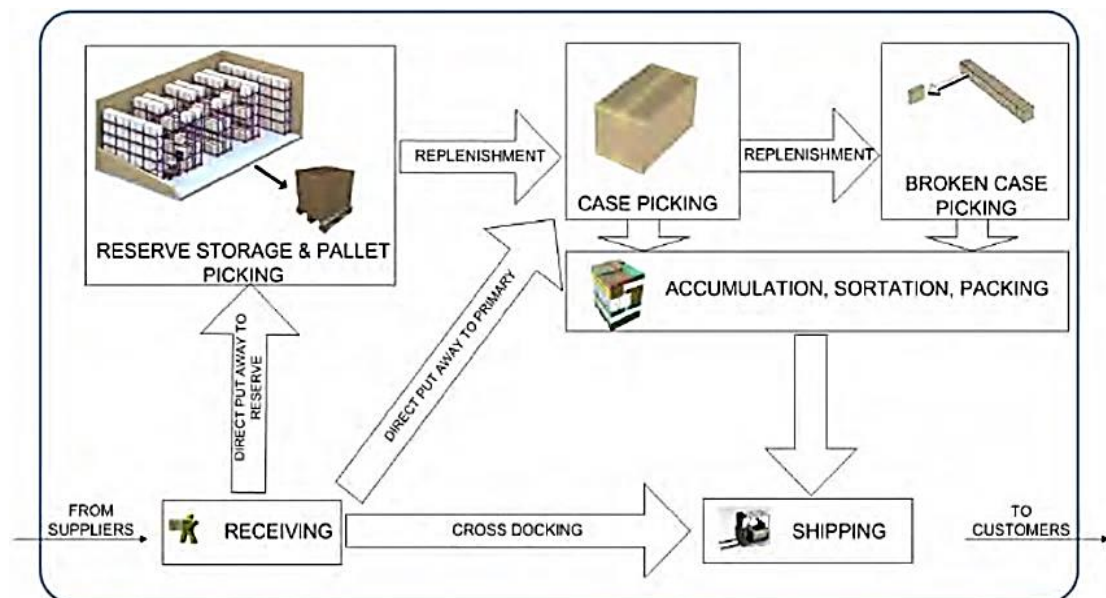 RESERVE STORAGE & PALLET
PICKING
REPLENISHMENT
CASE PICKING
REPLENISHMENT
BROKEN CASE
PICKING
ACCUMULATION, SORTATION, PACKING
DIRECT PUT AWAY TO
RESERVE
DIRECT PUT AWAY TO PRIMARY
FROM
SUPPLIERS
RECEIVING
CROSS DOCKING
SHIPPING
TO
CUSTOMERS